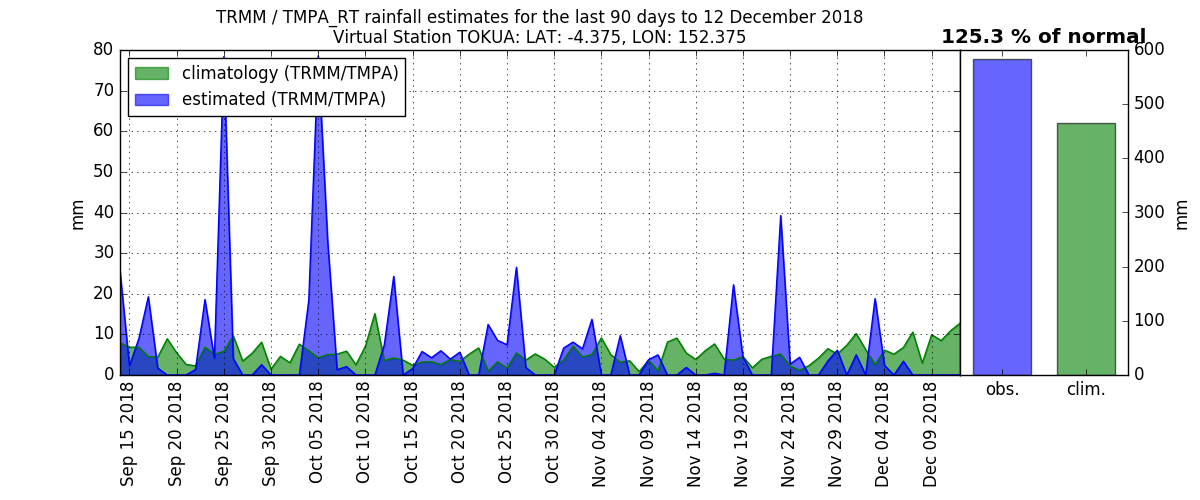 TRMM / TMPA_RT rainfall estimates for the last 90 days to 12 December 2018
Virtual Station TOKUA: LAT: -4.375, LON: 152.375
125.3 % of normal
climatology (TRMM/TMPA)
estimated (TRMM/TMPA)
80
70
60
50
40
30
20
10
0
mm
Sep 15 2018
Sep 20 2018
Sep 25 2018
Sep 30 2018
Oct 05 2018
Oct 10 2018
Oct 15 2018
Oct 20 2018
Oct 25 2018
Oct 30 2018
Nov 04 2018
Nov 09 2018
Nov 14 2018
Nov 19 2018
Nov 24 2018
Nov 29 2018
Dec 04 2018
Dec 09 2018
600
500
400
300
200
100
0
mm
obs.
clim.